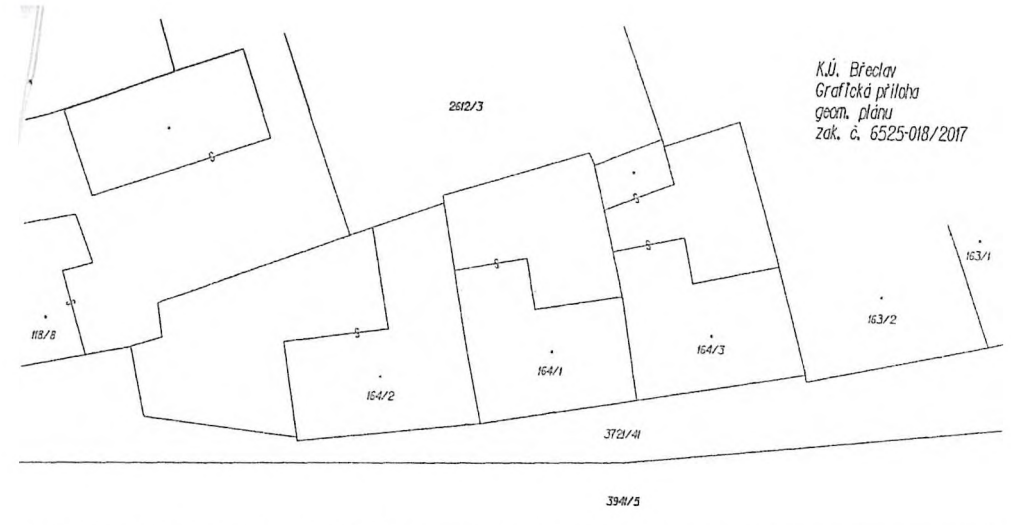 K.Ú. Břeclav
Grafická příloha
geom. plánu
zak. č. 6525-018/2017
2612/3
163/1
118/8
163/2
164/3
164/1
164/2
3721/41
3941/5